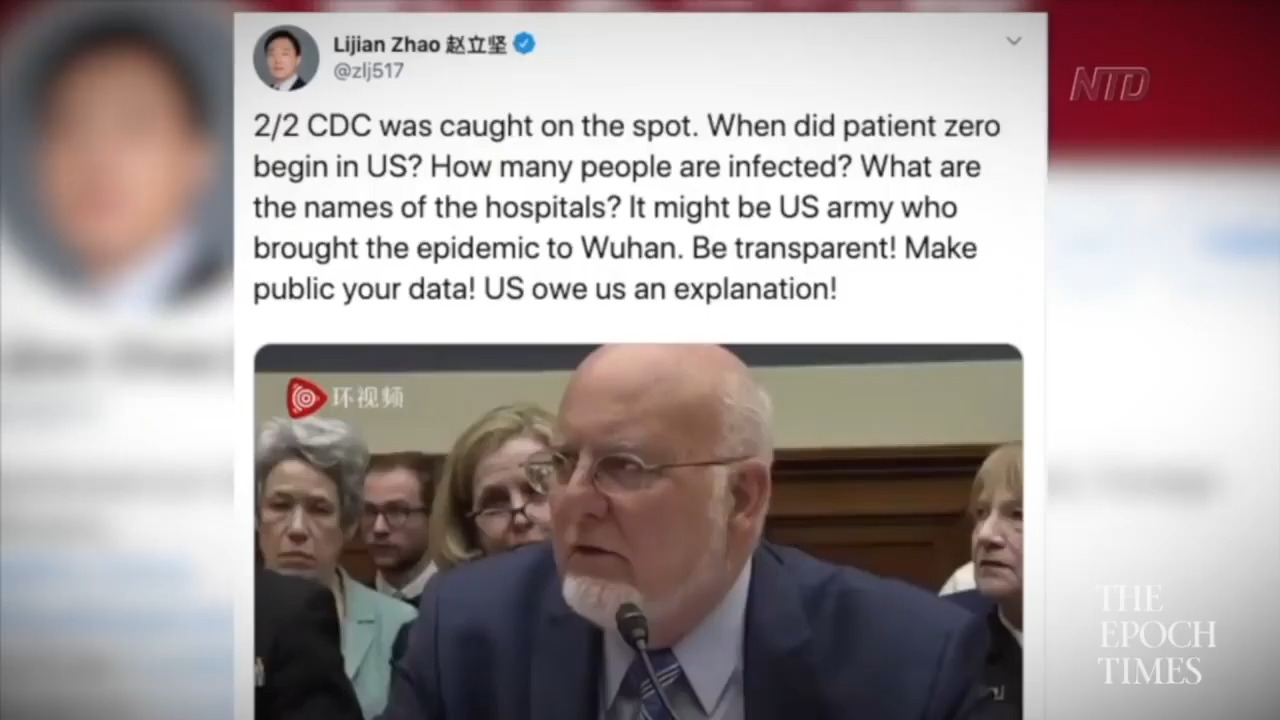 Lijian Zhao 赵立坚
@zlj517
NTD
2/2 CDC was caught on the spot. When did patient zero
begin in US? How many people are infected? What are
the names of the hospitals? It might be US army who
brought the epidemic to Wuhan. Be transparent! Make
public your data! US owe us an explanation!
环视频
THE
EPOCH
TIMES